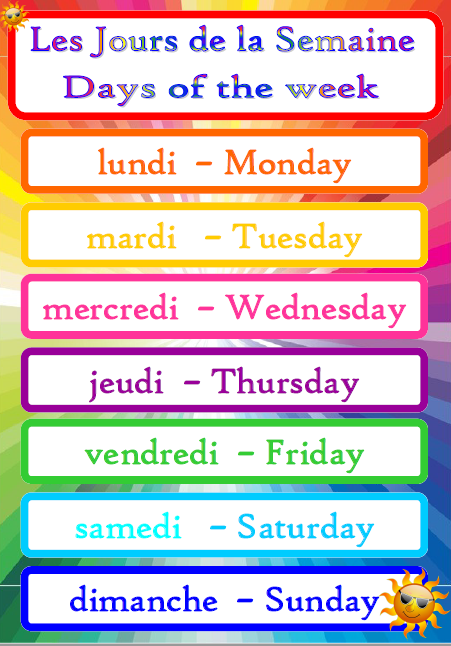 Les Jours de la Semaine
Days of the week
lundi - Monday
mardi - Tuesday
mercredi - Wednesday
jeudi - Thursday
vendredi - Friday
samedi - Saturday
dimanche - Sunday